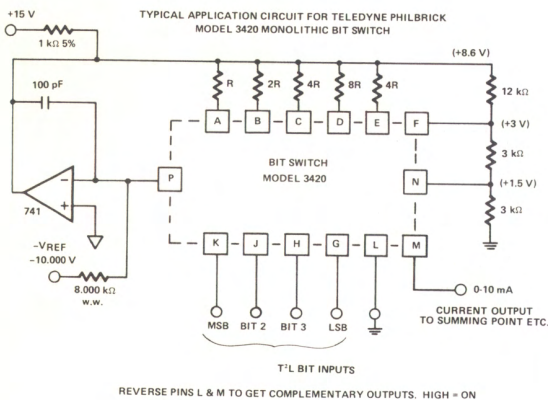 TYPICAL APPLICATION CIRCUIT FOR TELEDYNE PHILBRICK
MODEL 3420 MONOLITHIC BIT SWITCH
+15 V
1 kΩ 5%
(+8.6 V)
100 pF
R
2R
4R
8R
4R
12 kΩ
A
B
C
D
E
F
(+3 V)
BIT SWITCH
MODEL 3420
3 kΩ
P
N
(+1.5 V)
−
+
741
3 kΩ
K
J
H
G
L
M
−VREF
−10.000 V
8.000 kΩ
w.w.
0-10 mA
CURRENT OUTPUT
TO SUMMING POINT ETC.
MSB
BIT 2
BIT 3
LSB
T²L BIT INPUTS
REVERSE PINS L & M TO GET COMPLEMENTARY OUTPUTS. HIGH = ON